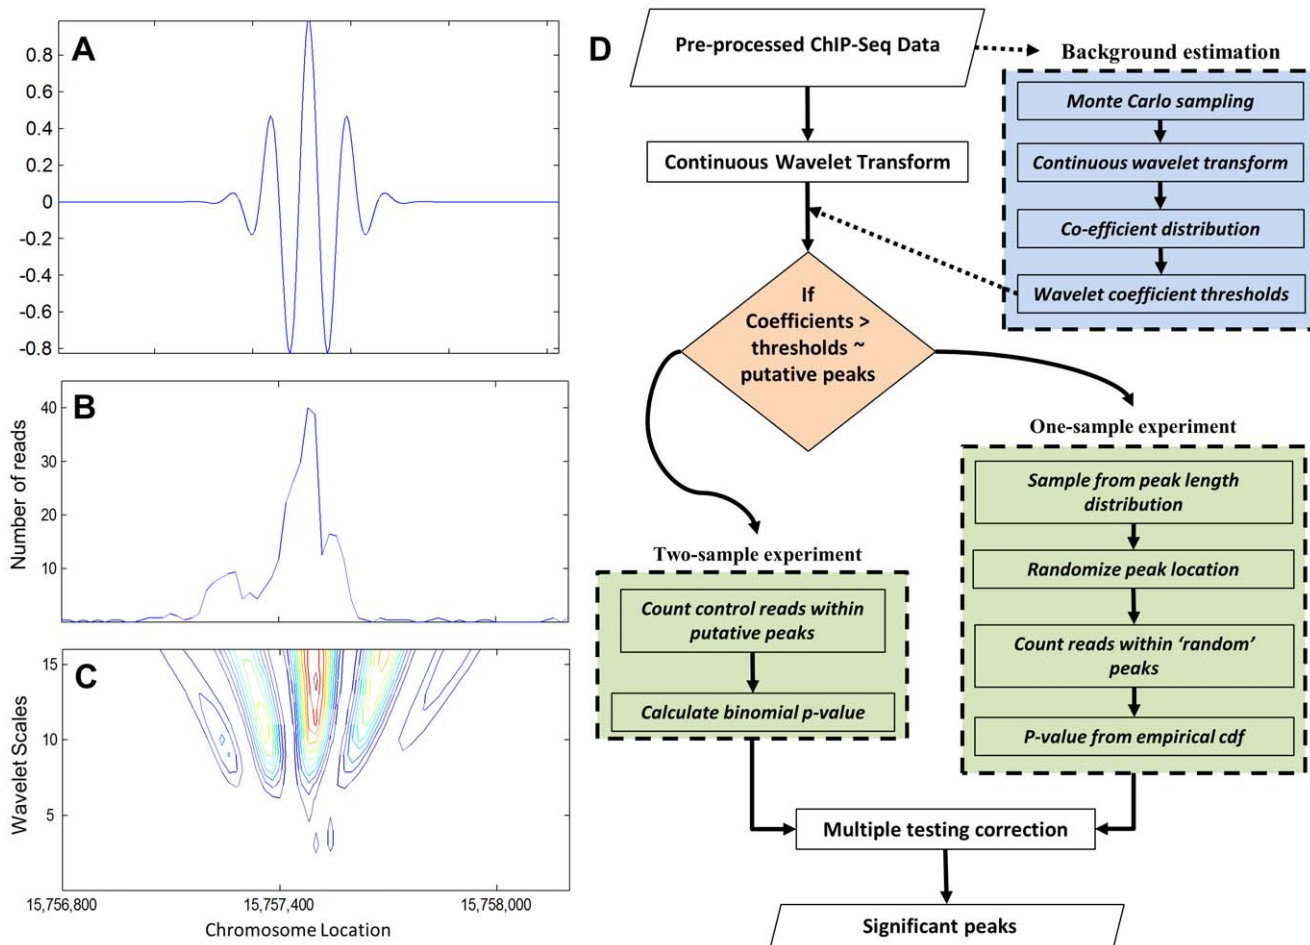 A
0.8
0.6
0.4
0.2
0
-0.2
-0.4
-0.6
-0.8
B
Number of reads
40
30
20
10
C
Wavelet Scales
15
10
5
15,756,800
15,757,400
15,758,000
Chromosome Location
D
Pre-processed ChIP-Seq Data
Background estimation
Monte Carlo sampling
Continuous wavelet transform
Co-efficient distribution
Wavelet coefficient thresholds
Continuous Wavelet Transform
If
Coefficients >
thresholds ~
putative peaks
Two-sample experiment
Count control reads within
putative peaks
Calculate binomial p-value
One-sample experiment
Sample from peak length
distribution
Randomize peak location
Count reads within ‘random’
peaks
P-value from empirical cdf
Multiple testing correction
Significant peaks